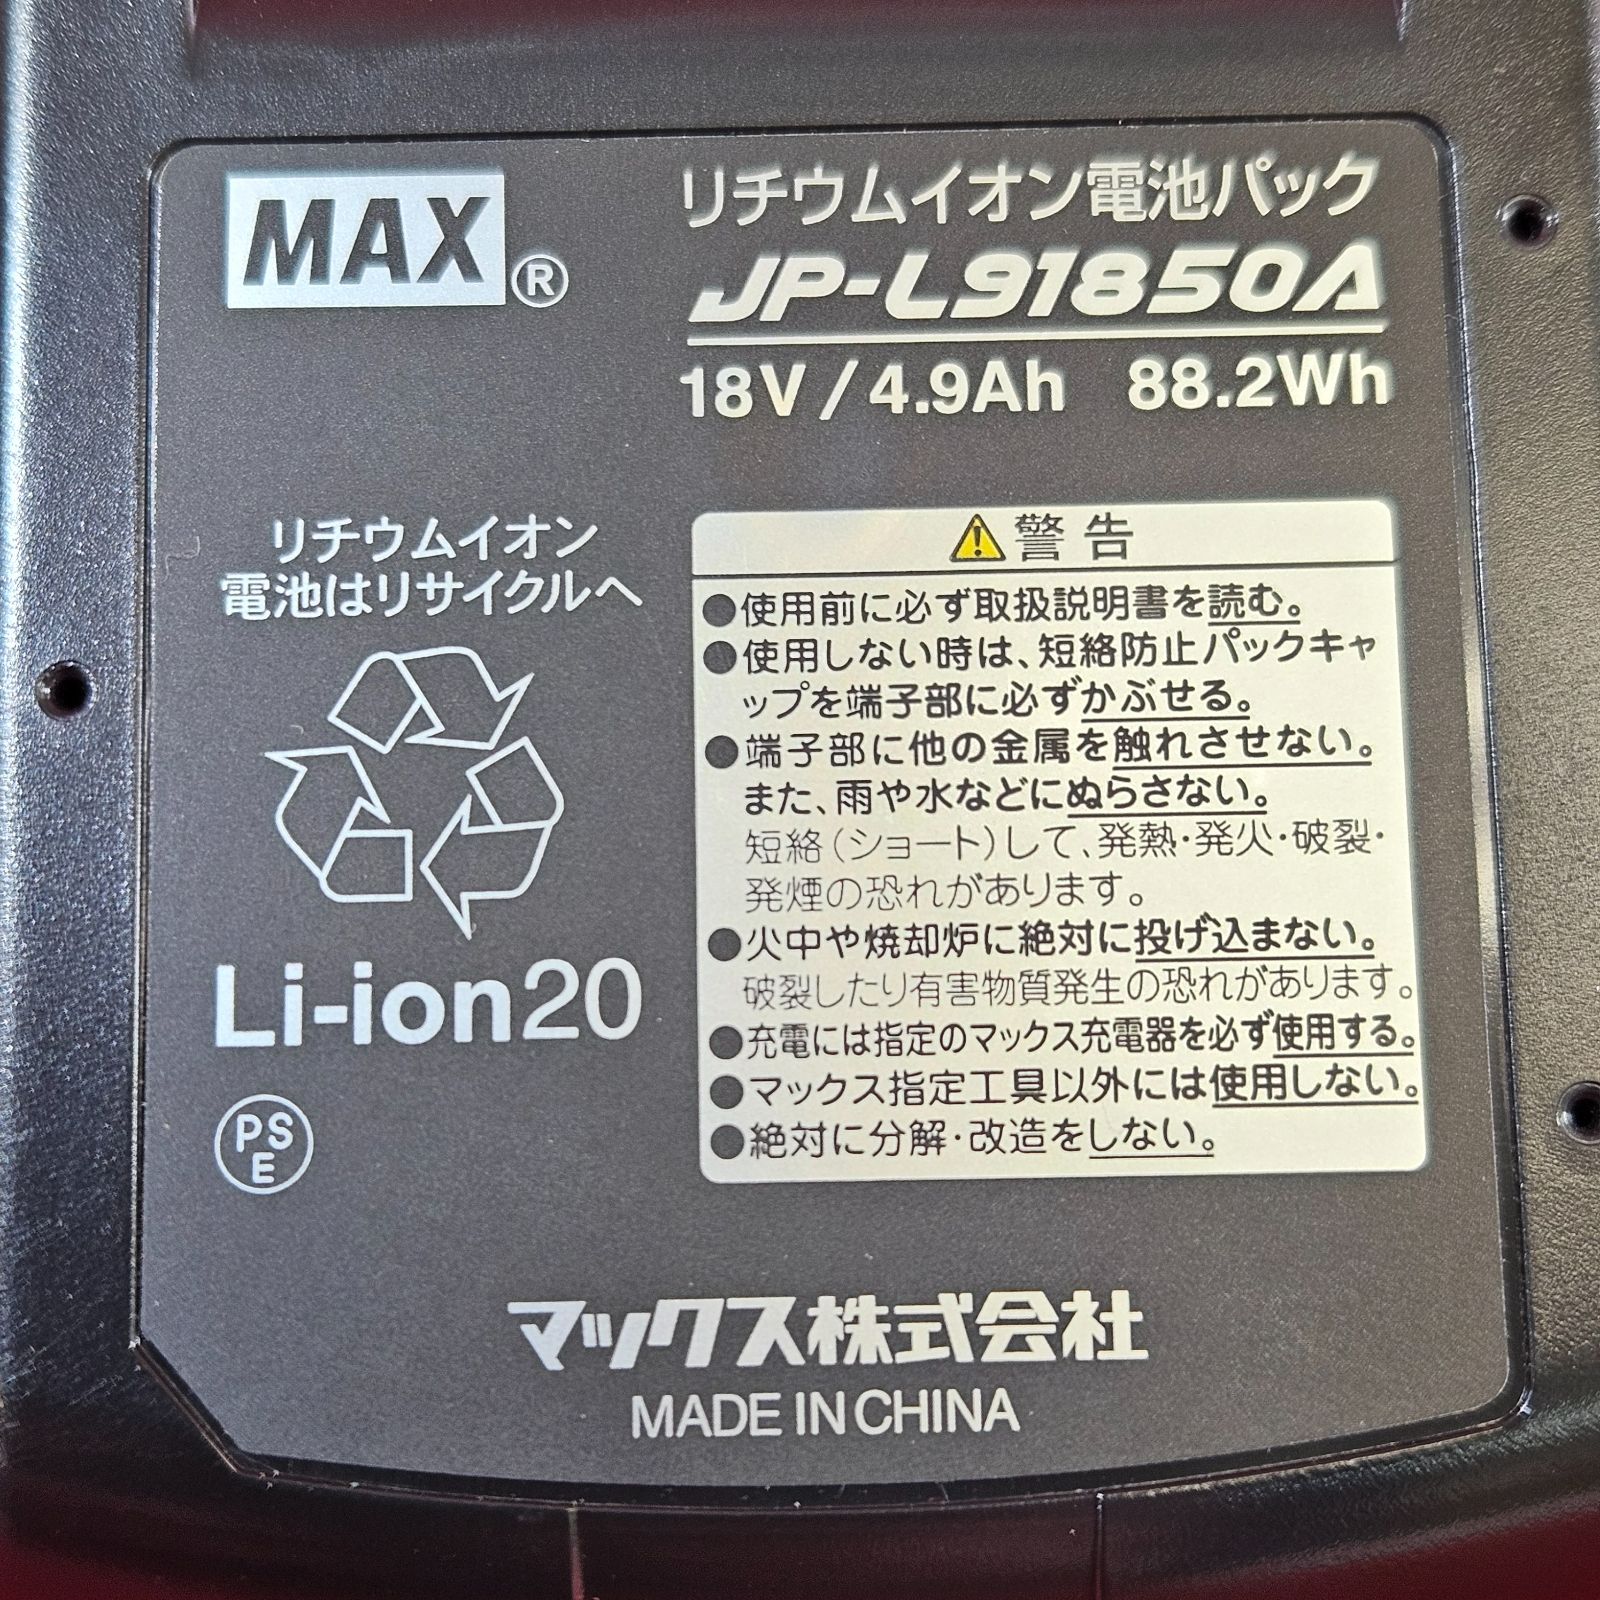 MAX®
リチウムイオン電池パック
JP-L91850A
18V/4.9Ah 88.2Wh
リチウムイオン
電池はリサイクルへ
Li-ion20
PS
E
⚠警告
●使用前に必ず取扱説明書を読む。
●使用しない時は、短絡防止パックキャ
ップを端子部に必ずかぶせる。
●端子部に他の金属を触れさせない。
また、雨や水などにぬらさない。
短絡(ショート)して、発熱・発火・破裂・
発煙の恐れがあります。
●火中や焼却炉に絶対に投げ込まない。
破裂したり有害物質発生の恐れがあります。
●充電には指定のマックス充電器を必ず使用する。
●マックス指定工具以外には使用しない。
●絶対に分解・改造をしない。
マックス株式会社
MADE IN CHINA